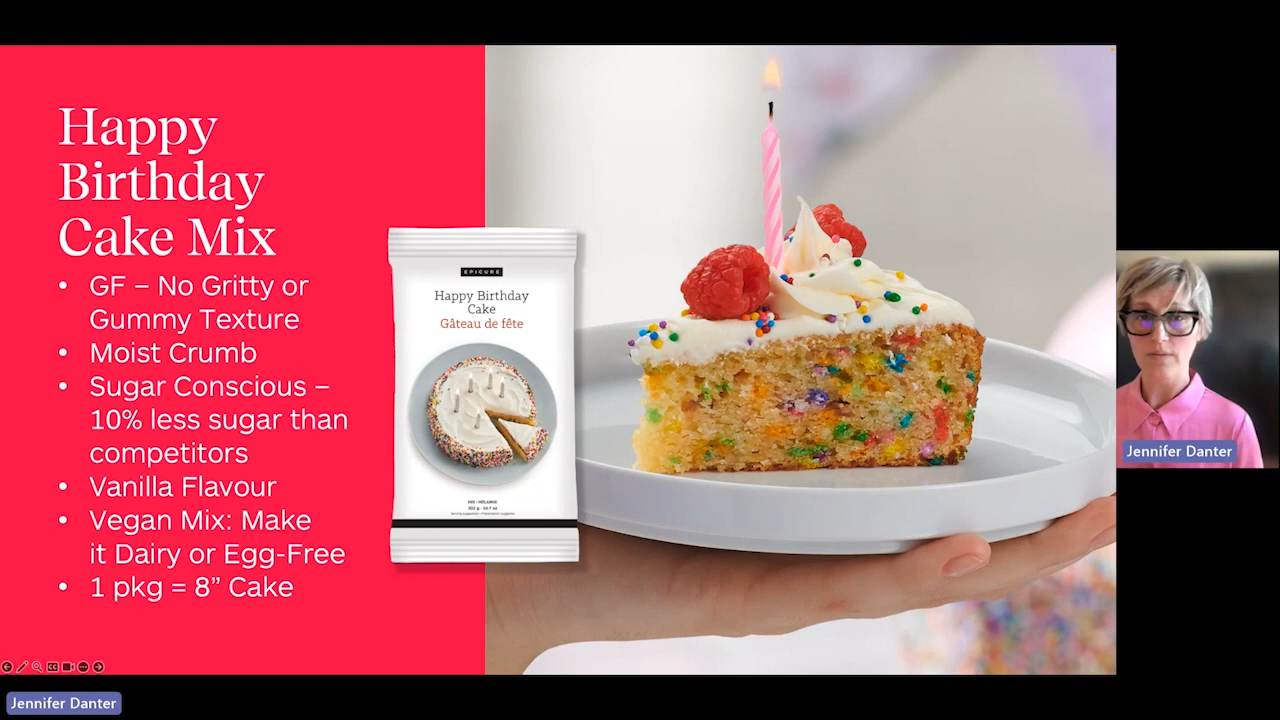 Happy
Birthday
Cake Mix
• GF – No Gritty or
Gummy Texture
• Moist Crumb
• Sugar Conscious –
10% less sugar than
competitors
• Vanilla Flavour
• Vegan Mix: Make
it Dairy or Egg-Free
• 1 pkg = 8” Cake
EPICURE
Happy Birthday
Cake
Gâteau de fête
MIX • MÉLANGE
Jennifer Danter
Jennifer Danter